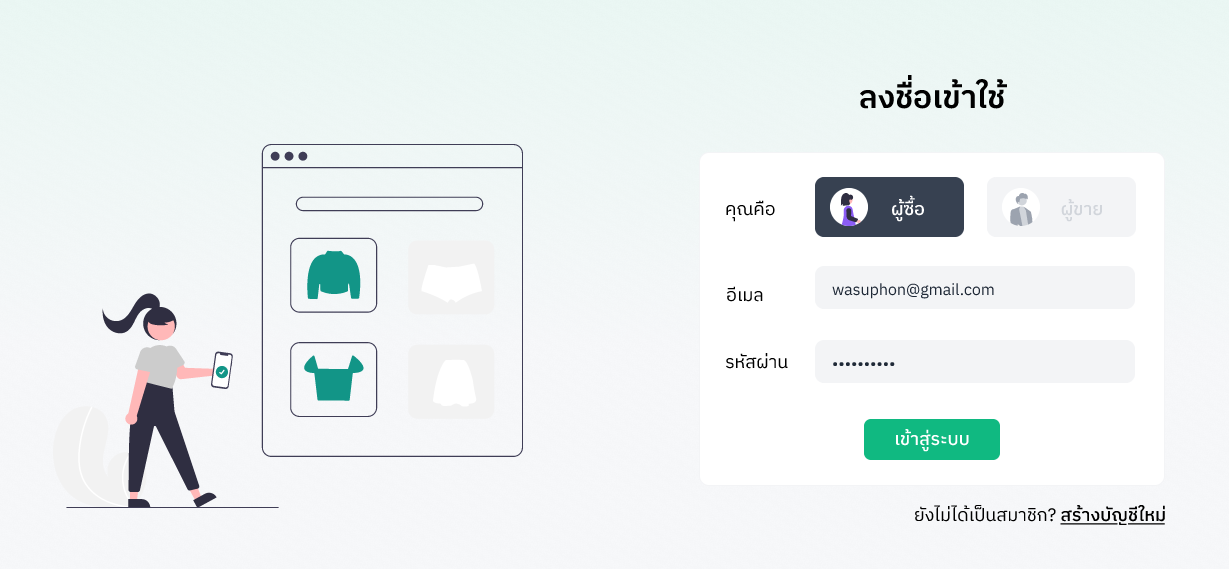 ลงชื่อเข้าใช้
คุณคือ ผู้ซื้อ ผู้ขาย
อีเมล wasuphon@gmail.com
รหัสผ่าน ••••••••••
เข้าสู่ระบบ
ยังไม่ได้เป็นสมาชิก? สร้างบัญชีใหม่